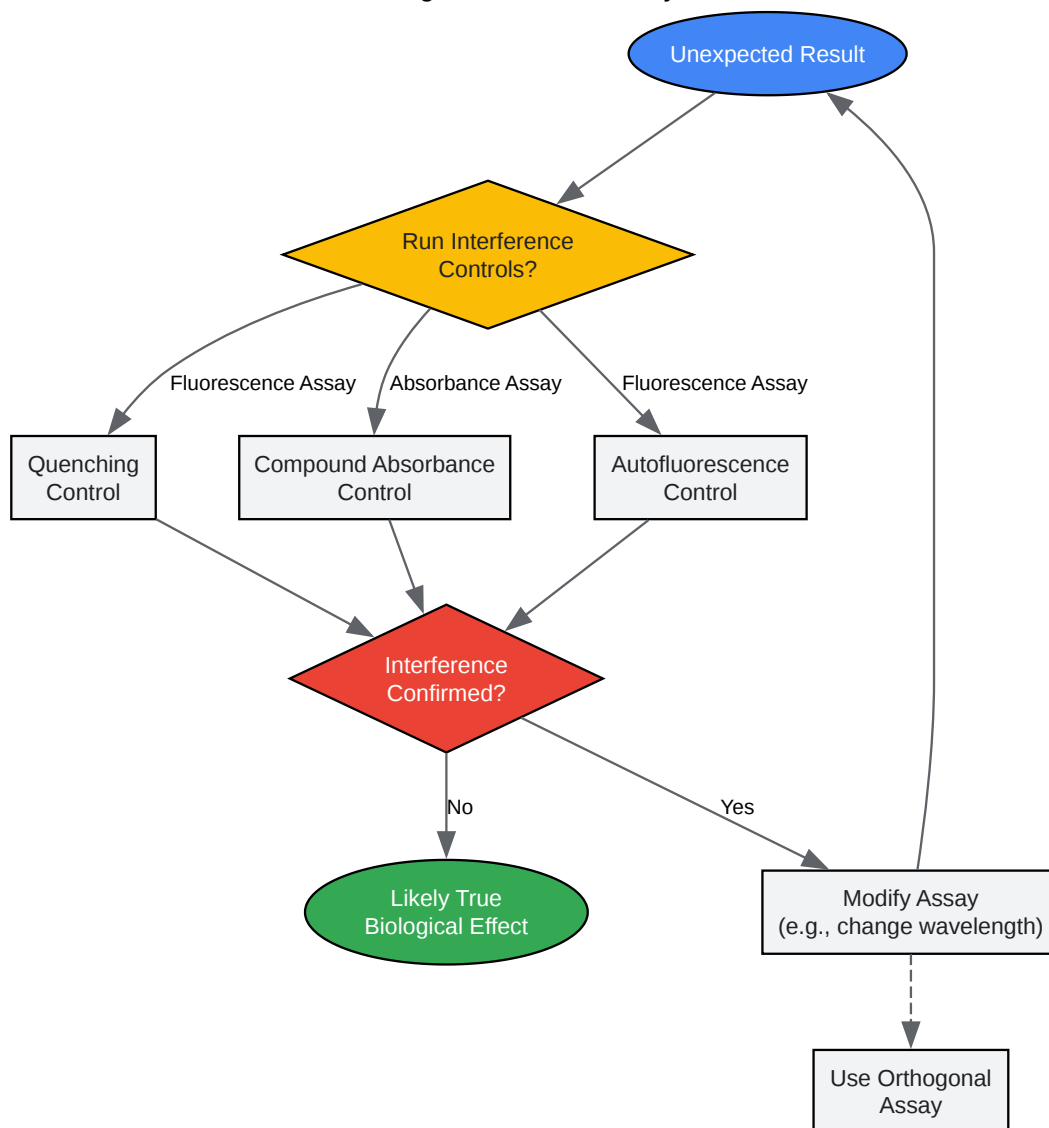 Unexpected Result
Run Interference
Controls?
Fluorescence Assay
Absorbance Assay
Fluorescence Assay
Quenching
Control
Compound Absorbance
Control
Autofluorescence
Control
Interference
Confirmed?
No
Yes
Likely True
Biological Effect
Modify Assay
(e.g., change wavelength)
Use Orthogonal
Assay